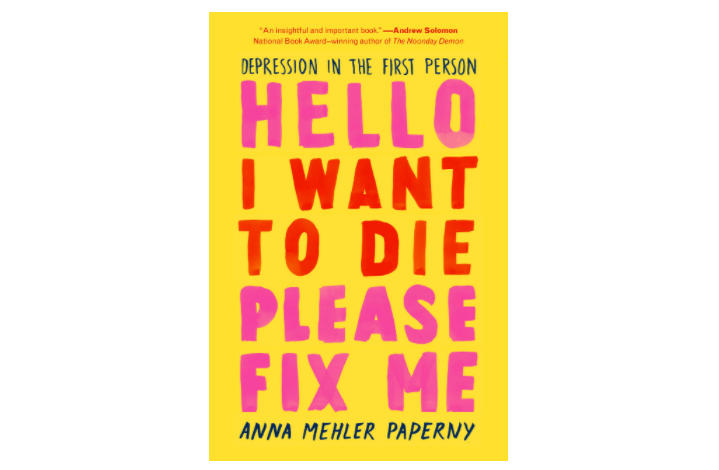 "An insightful and important book." —Andrew Solomon
National Book Award–winning author of The Noonday Demon
DEPRESSION IN THE FIRST PERSON
HELLO
I WANT
TO DIE
PLEASE
FIX ME
ANNA MEHLER PAPERNY